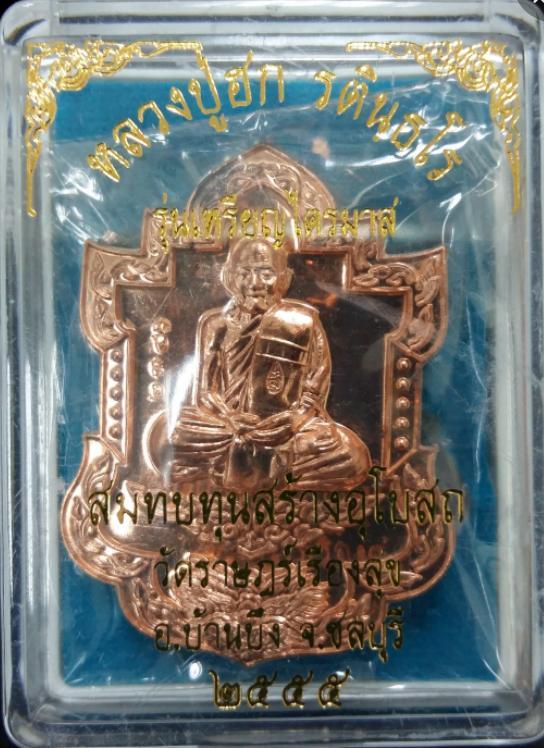 หลวงปู่ฮก รตินฺธโร
รุ่นเหรียญไตรมาส
สมทบทุนสร้างอุโบสถ
วัดราษฎร์เรืองสุข
อ.บ้านบึง จ.ชลบุรี
๒๕๕๕